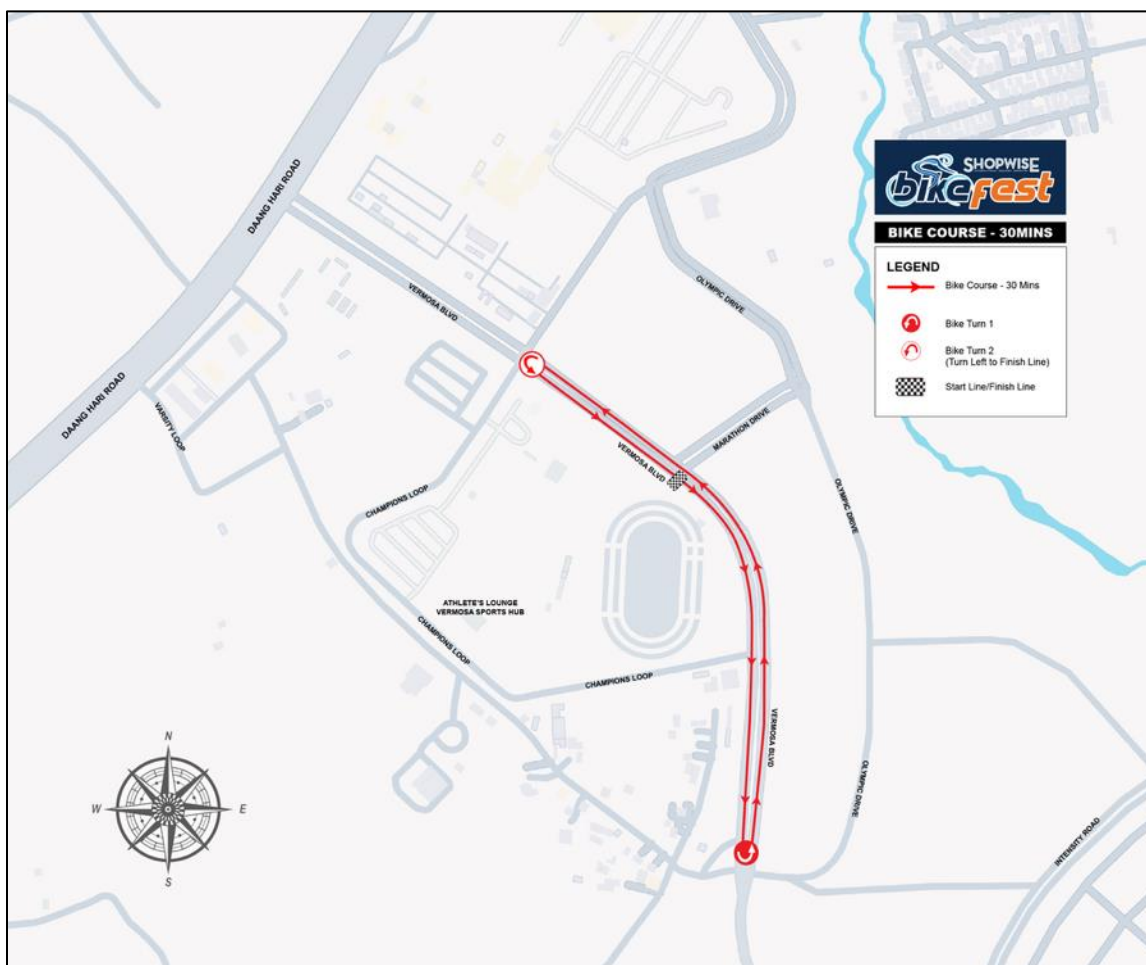 DAANG HARI ROAD
DAANG HARI ROAD
VERMOSA BLVD
VARSITY LOOP
CHAMPIONS LOOP
OLYMPIC DRIVE
MARATHON DRIVE
VERMOSA BLVD
OLYMPIC DRIVE
ATHLETE'S LOUNGE
VERMOSA SPORTS HUB
CHAMPIONS LOOP
CHAMPIONS LOOP
VERMOSA BLVD
OLYMPIC DRIVE
INTENSITY ROAD
SHOPWISE
bikefest
BIKE COURSE - 30MINS
LEGEND
Bike Course - 30 Mins
Bike Turn 1
Bike Turn 2
(Turn Left to Finish Line)
Start Line/Finish Line
N
W
E
S